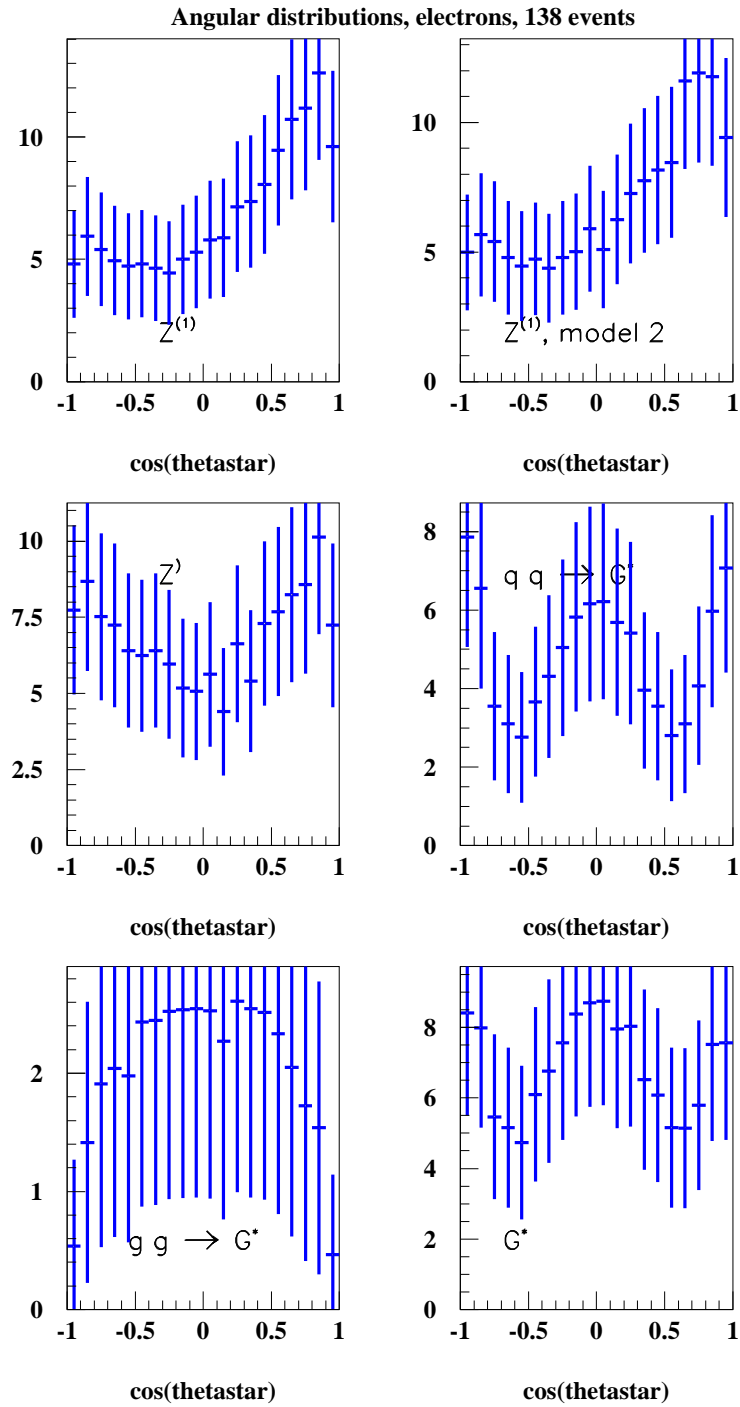 Angular distributions, electrons, 138 events
10
5
0
Z(1)
-1 -0.5 0 0.5 1
cos(thetastar)
10
5
0
Z(1), model 2
-1 -0.5 0 0.5 1
cos(thetastar)
10
7.5
5
2.5
0
Z)
-1 -0.5 0 0.5 1
cos(thetastar)
8
6
4
2
0
q q → G*
-1 -0.5 0 0.5 1
cos(thetastar)
2
1
0
g g → G*
-1 -0.5 0 0.5 1
cos(thetastar)
8
6
4
2
0
G*
-1 -0.5 0 0.5 1
cos(thetastar)